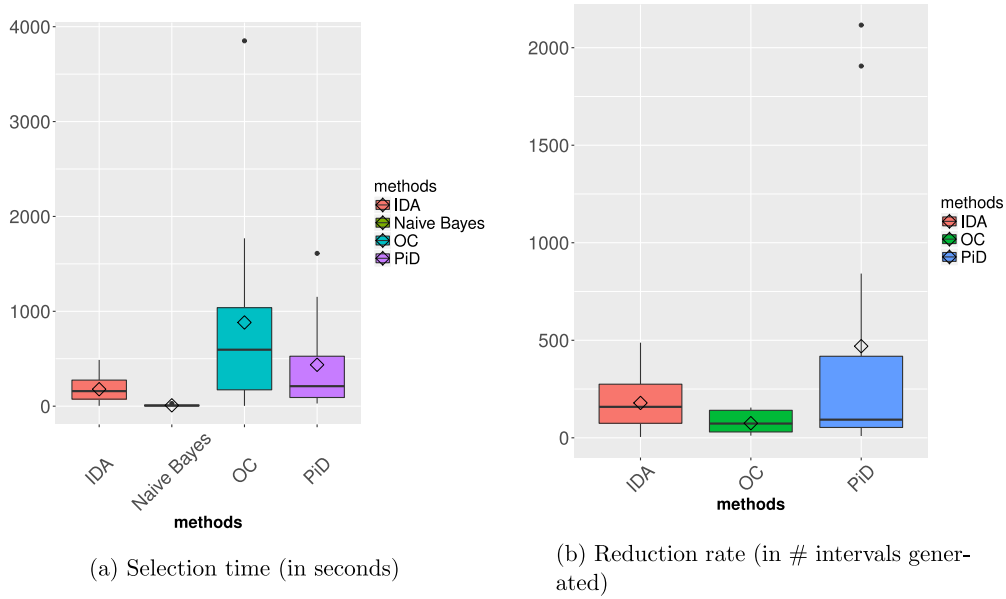 4000
3000
2000
1000
0
IDA
Naive Bayes
OC
PiD
methods
methods
IDA
Naive Bayes
OC
PiD
(a) Selection time (in seconds)
2000
1500
1000
500
0
IDA
OC
PiD
methods
methods
IDA
OC
PiD
(b) Reduction rate (in # intervals gener-
ated)